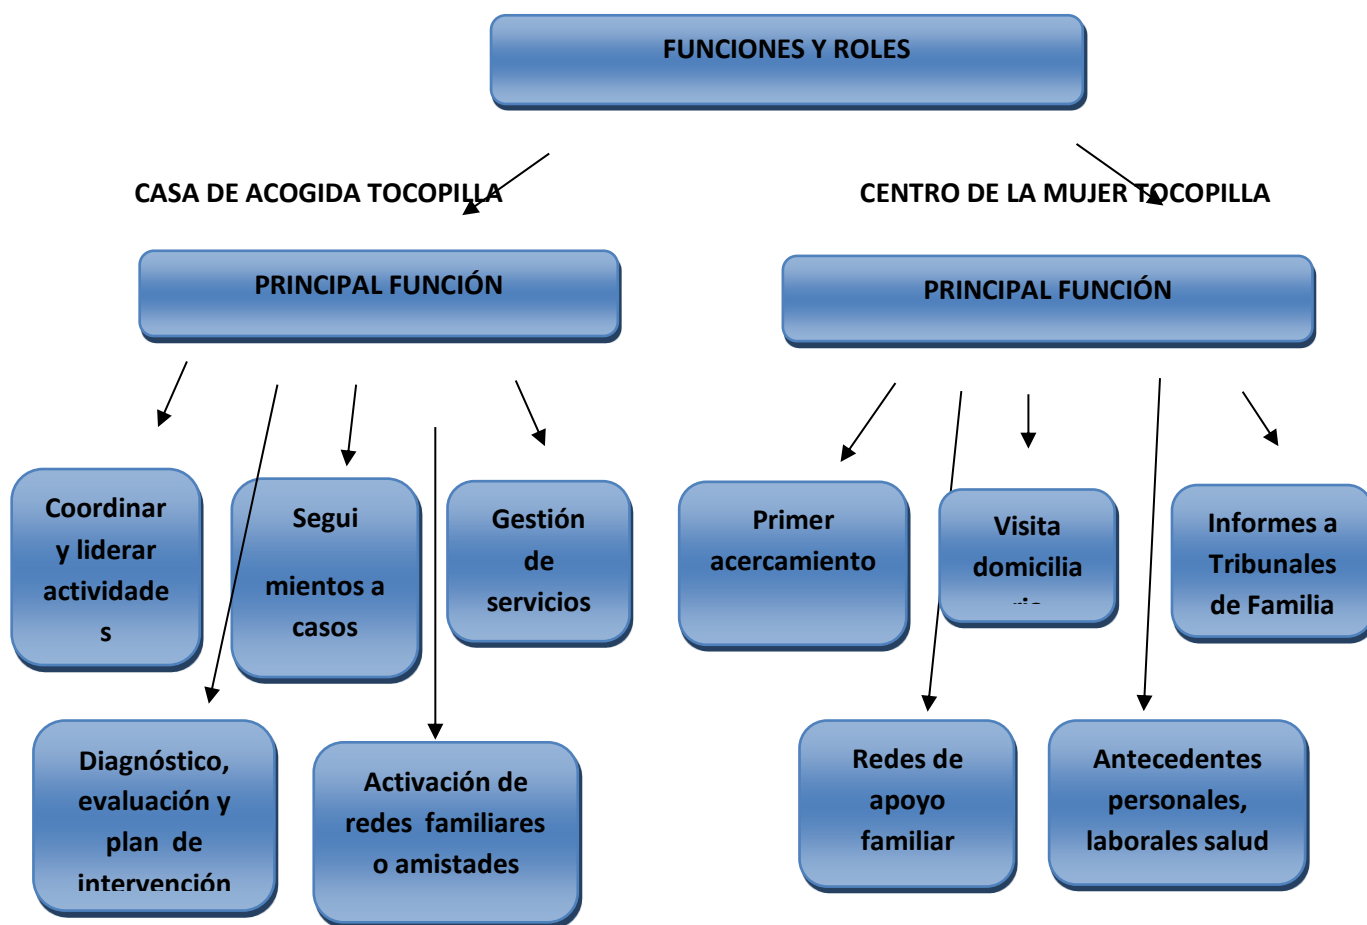 FUNCIONES Y ROLES
CASA DE ACOGIDA TOCOPILLA
CENTRO DE LA MUJER TOCOPILLA
PRINCIPAL FUNCIÓN
PRINCIPAL FUNCIÓN
Coordinar
y liderar
actividade
s
Segui
mientos a
casos
Gestión
de
servicios
Primer
acercamiento
Visita
domicilia
Informes a
Tribunales
de Familia
Diagnóstico,
evaluación y
plan de
intervención
Activación de
redes familiares
o amistades
Redes de
apoyo
familiar
Antecedentes
personales,
laborales salud